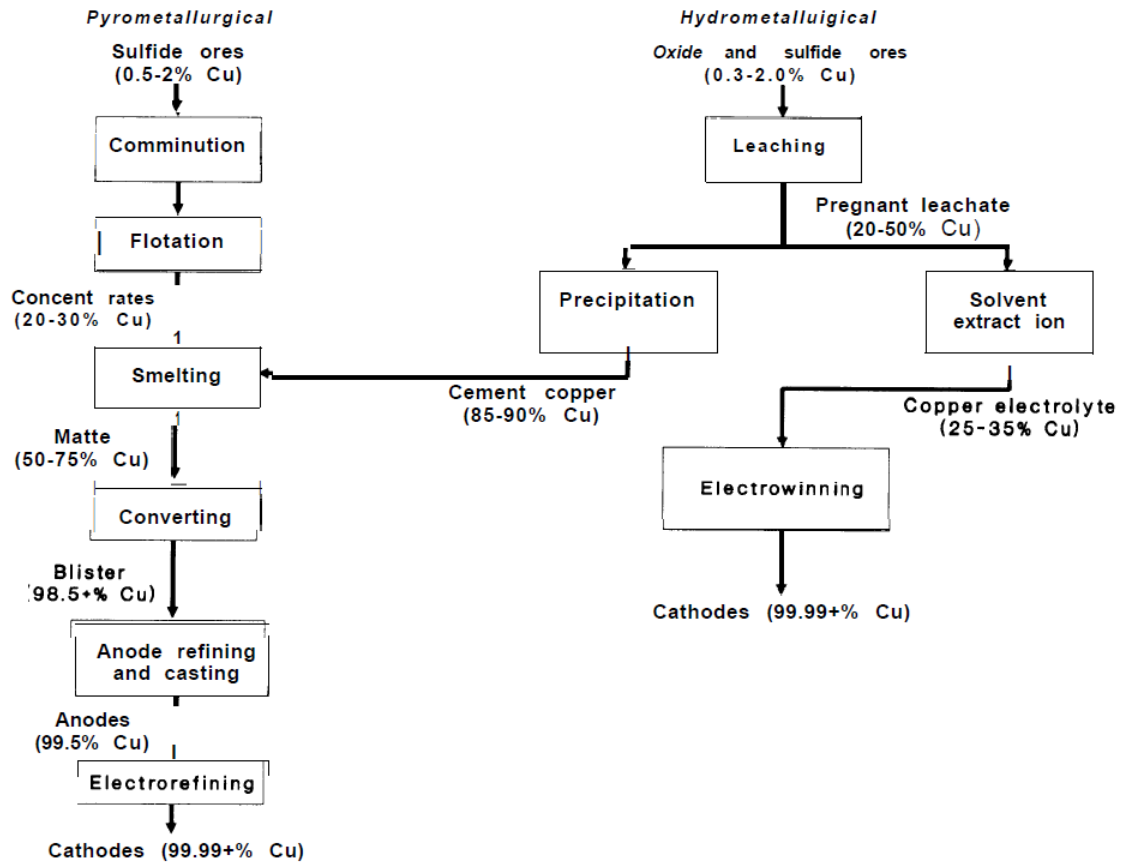 Pyrometallurgical
Sulfide ores
(0.5-2% Cu)
Comminution
Flotation
Concent rates
(20-30% Cu)
Smelting
Matte
(50-75% Cu)
Converting
Blister
(98.5+% Cu)
Anode refining
and casting
Anodes
(99.5% Cu)
Electrorefining
Cathodes (99.99+% Cu)
Hydrometalluigical
Oxide and sulfide ores
(0.3-2.0% Cu)
Leaching
Pregnant leachate
(20-50% Cu)
Precipitation
Cement copper
(85-90% Cu)
Solvent
extract ion
Copper electrolyte
(25-35% Cu)
Electrowinning
Cathodes (99.99+% Cu)